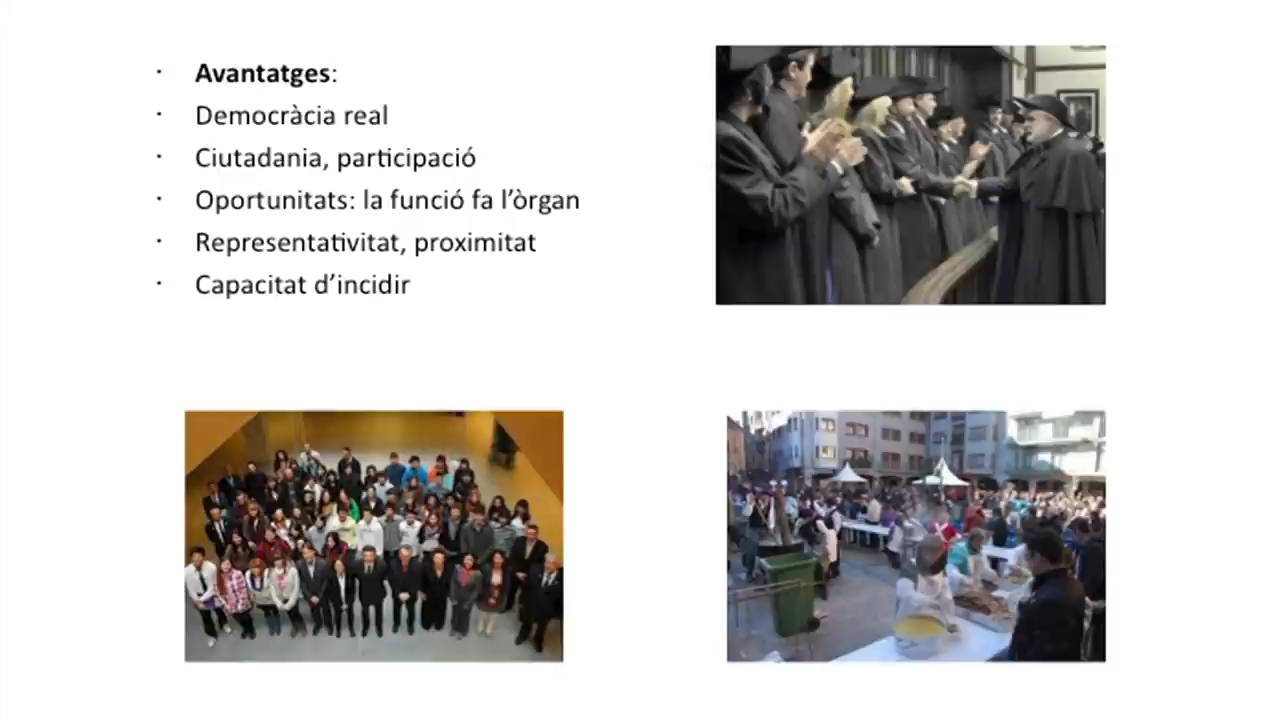 · Avantatges:
· Democràcia real
· Ciutadania, participació
· Oportunitats: la funció fa l’òrgan
· Representativitat, proximitat
· Capacitat d’incidir